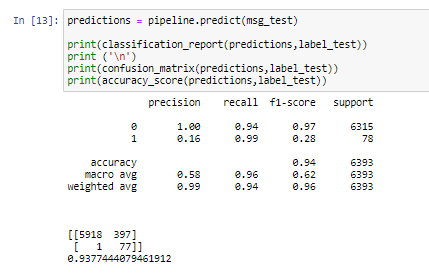 In [13]: predictions = pipeline.predict(msg_test)
print(classification_report(predictions,label_test))
print ('\n')
print(confusion_matrix(predictions,label_test))
print(accuracy_score(predictions,label_test))
precision recall f1-score support
0 1.00 0.94 0.97 6315
1 0.16 0.99 0.28 78
accuracy 0.94 6393
macro avg 0.58 0.96 0.62 6393
weighted avg 0.99 0.94 0.96 6393
[[5918 397]
[ 1 77]]
0.9377444079461912